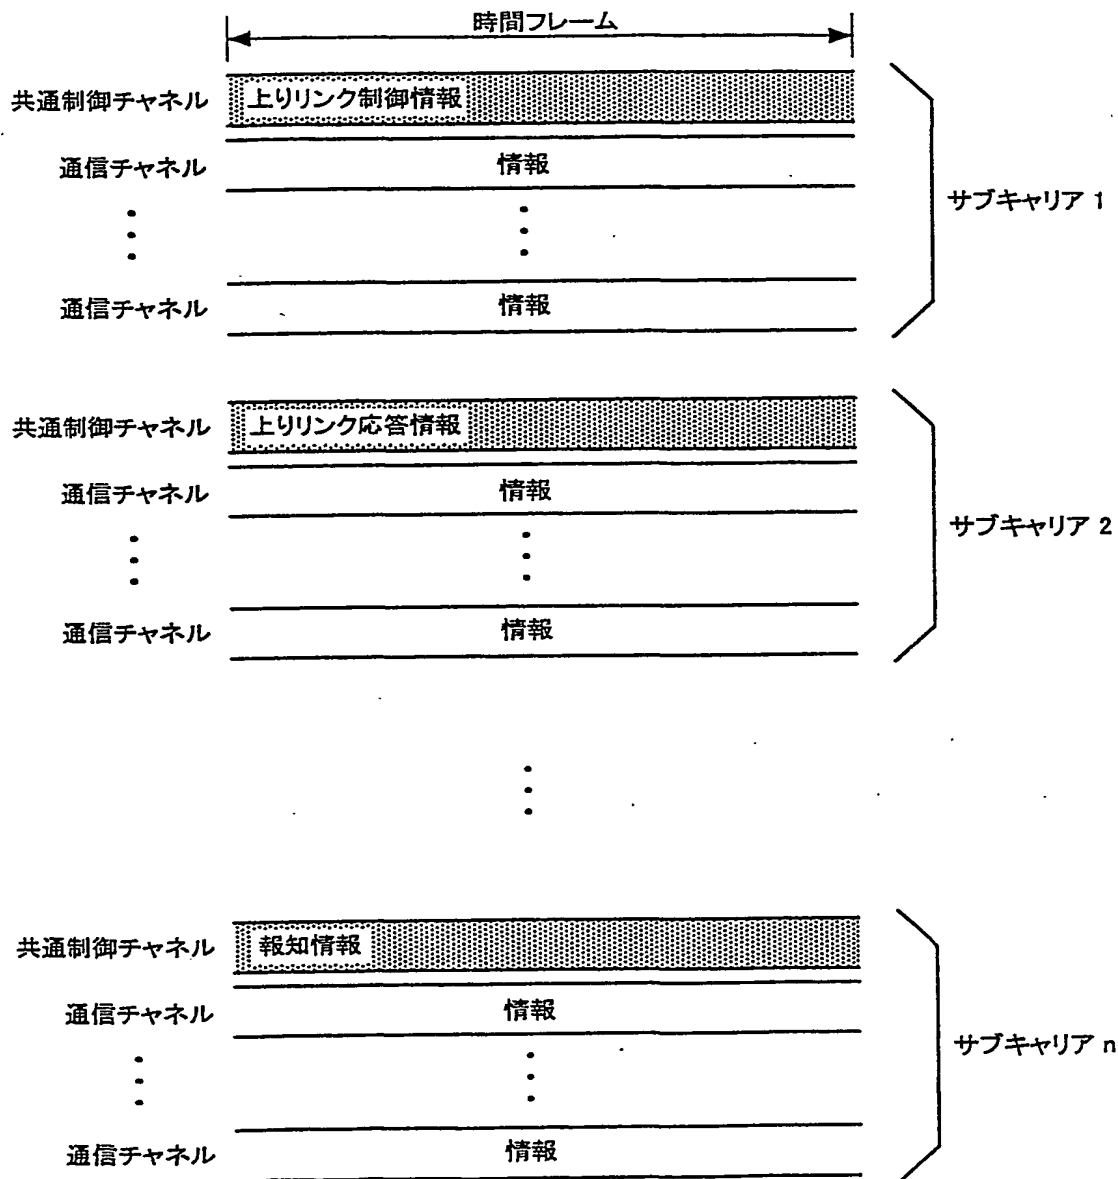 時間フレーム
共通制御チャネル
上りリンク制御情報
通信チャネル
情報
サブキャリア 1
通信チャネル
情報
共通制御チャネル
上りリンク応答情報
通信チャネル
情報
サブキャリア 2
通信チャネル
情報
共通制御チャネル
報知情報
通信チャネル
情報
サブキャリア n
通信チャネル
情報